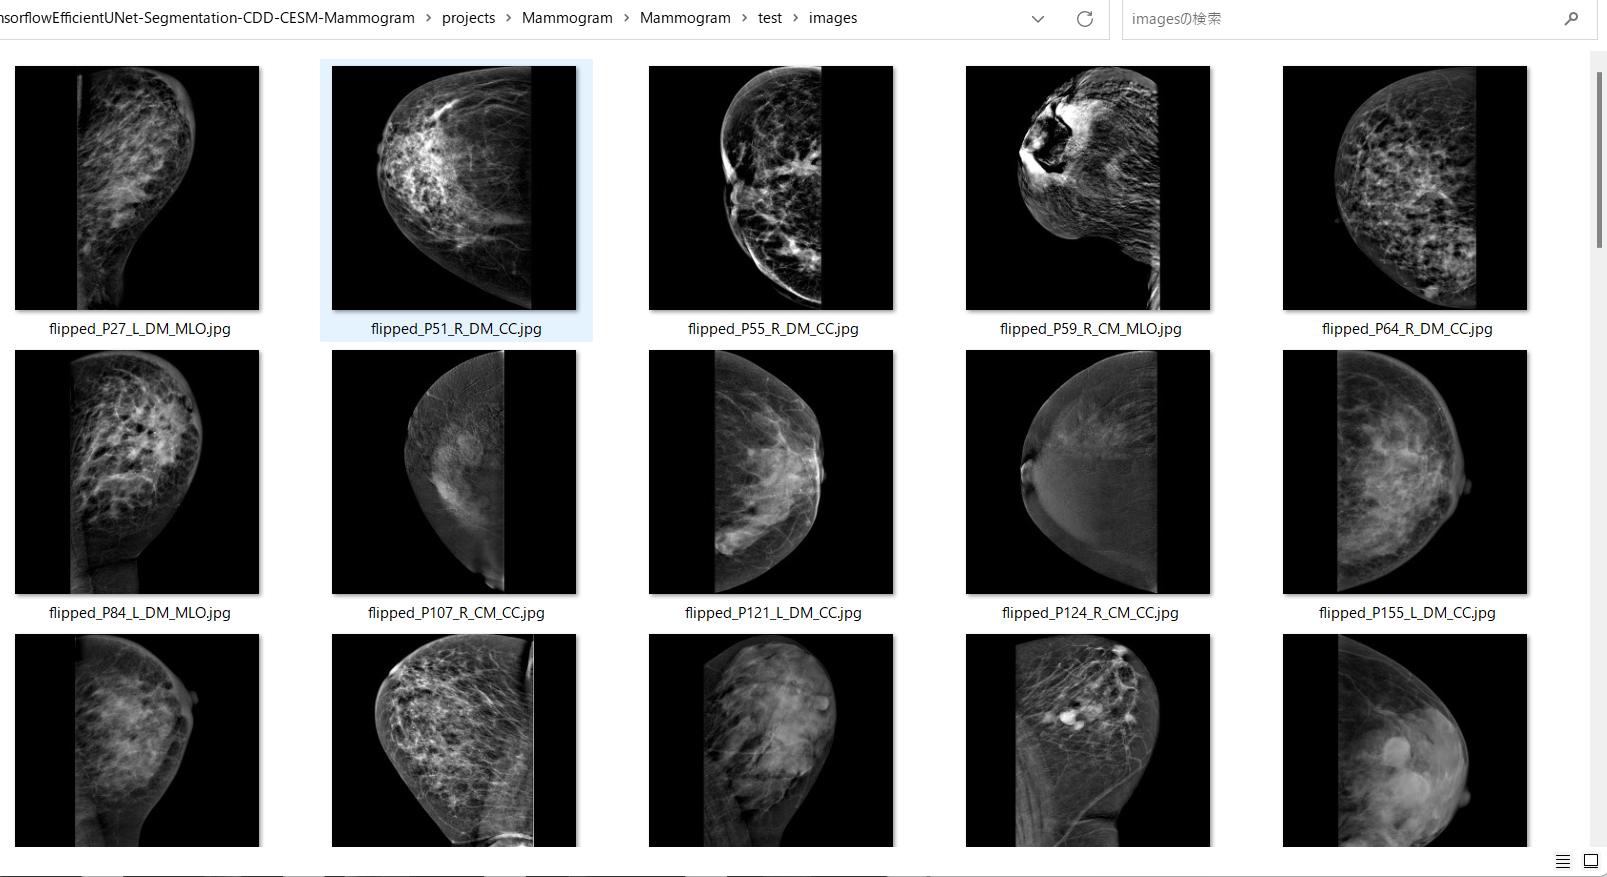 nsorflowEfficientUNet-Segmentation-CDD-CESM-Mammogram > projects > Mammogram > Mammogram > test > images
imagesの検索
flipped_P27_L_DM_MLO.jpg
flipped_P51_R_DM_CC.jpg
flipped_P55_R_DM_CC.jpg
flipped_P59_R_CM_MLO.jpg
flipped_P64_R_DM_CC.jpg
flipped_P84_L_DM_MLO.jpg
flipped_P107_R_CM_CC.jpg
flipped_P121_L_DM_CC.jpg
flipped_P124_R_CM_CC.jpg
flipped_P155_L_DM_CC.jpg